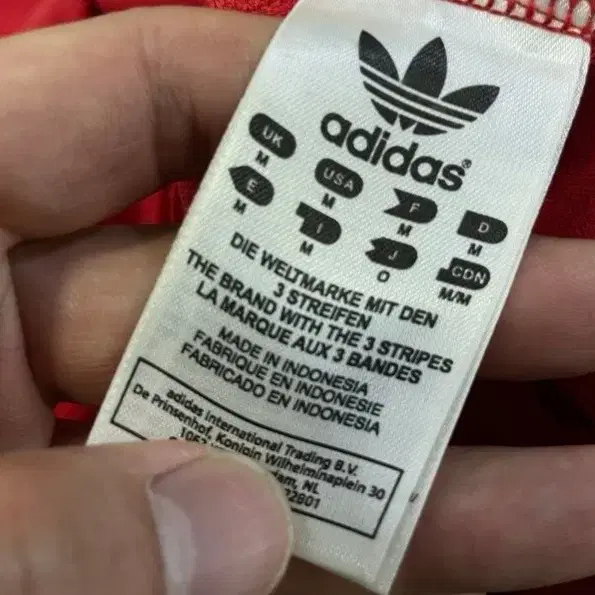 adidas®
UK USA F D
M M M M
E I J CDN
M M O M/M
DIE WELTMARKE MIT DEN
3 STREIFEN
THE BRAND WITH THE 3 STRIPES
LA MARQUE AUX 3 BANDES
MADE IN INDONESIA
FABRIQUE EN INDONESIE
FABRICADO EN INDONESIA
adidas International Trading B.V.
De Prinsenhof, Koningin Wilhelminaplein 30
NL